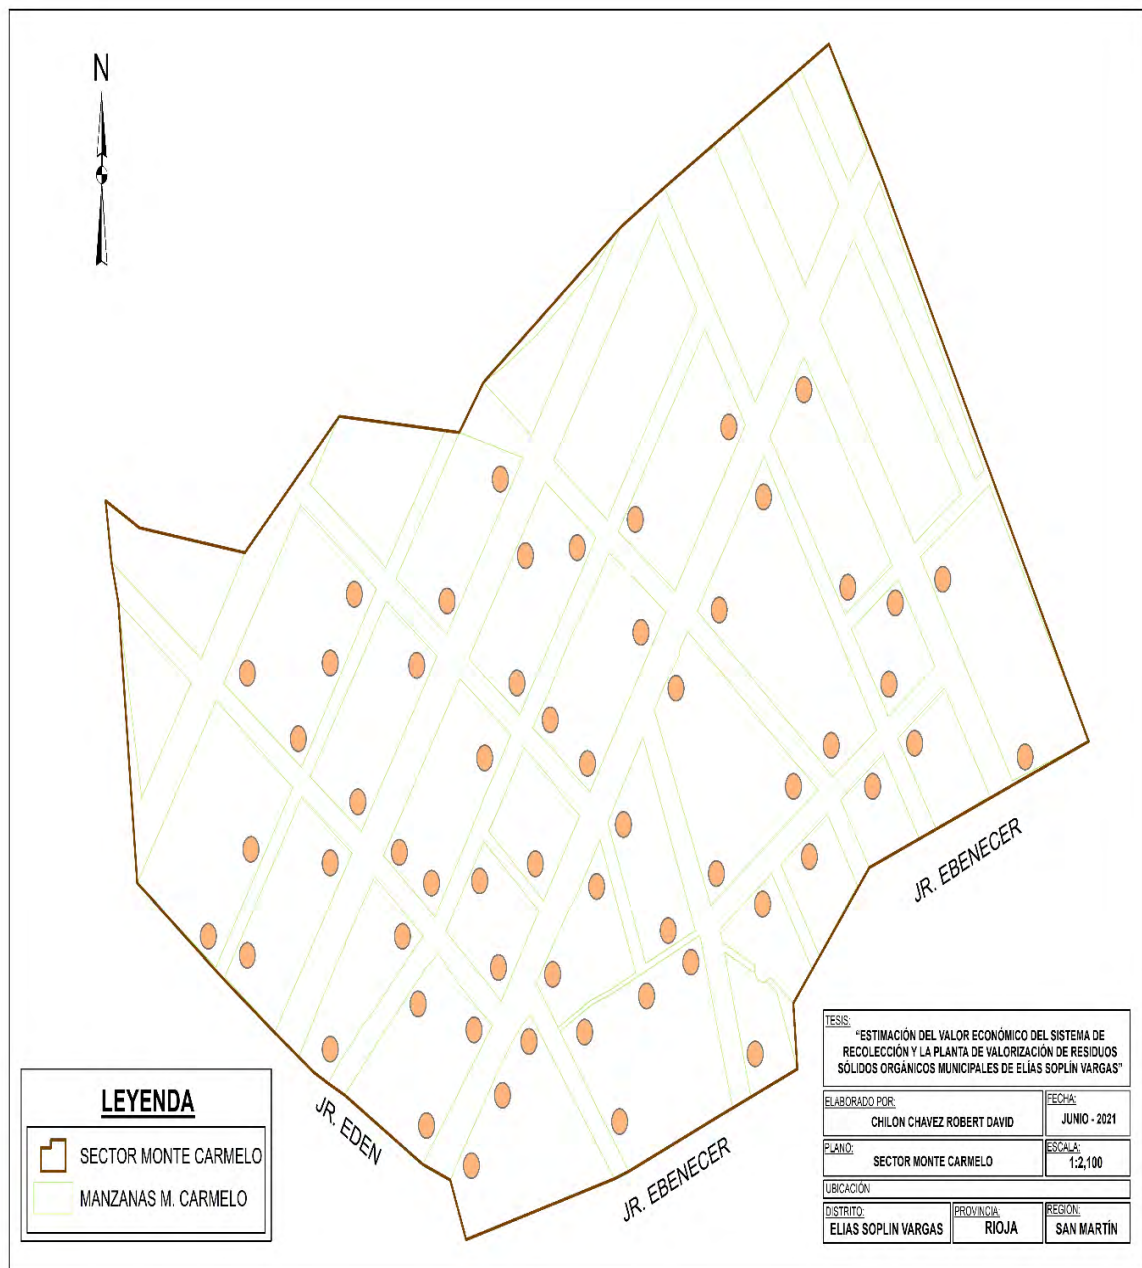 N
JR. EBENECER
JR. EDEN
JR. EBENECER
LEYENDA
SECTOR MONTE CARMELO
MANZANAS M. CARMELO
TESIS:
"ESTIMACIÓN DEL VALOR ECONÓMICO DEL SISTEMA DE
RECOLECCIÓN Y LA PLANTA DE VALORIZACIÓN DE RESIDUOS
SÓLIDOS ORGÁNICOS MUNICIPALES DE ELÍAS SOPLÍN VARGAS"
ELABORADO POR:
CHILON CHAVEZ ROBERT DAVID
FECHA:
JUNIO - 2021
PLANO:
SECTOR MONTE CARMELO
ESCALA:
1:2,100
UBICACIÓN
DISTRITO:
ELIAS SOPLIN VARGAS
PROVINCIA:
RIOJA
REGIÓN:
SAN MARTÍN